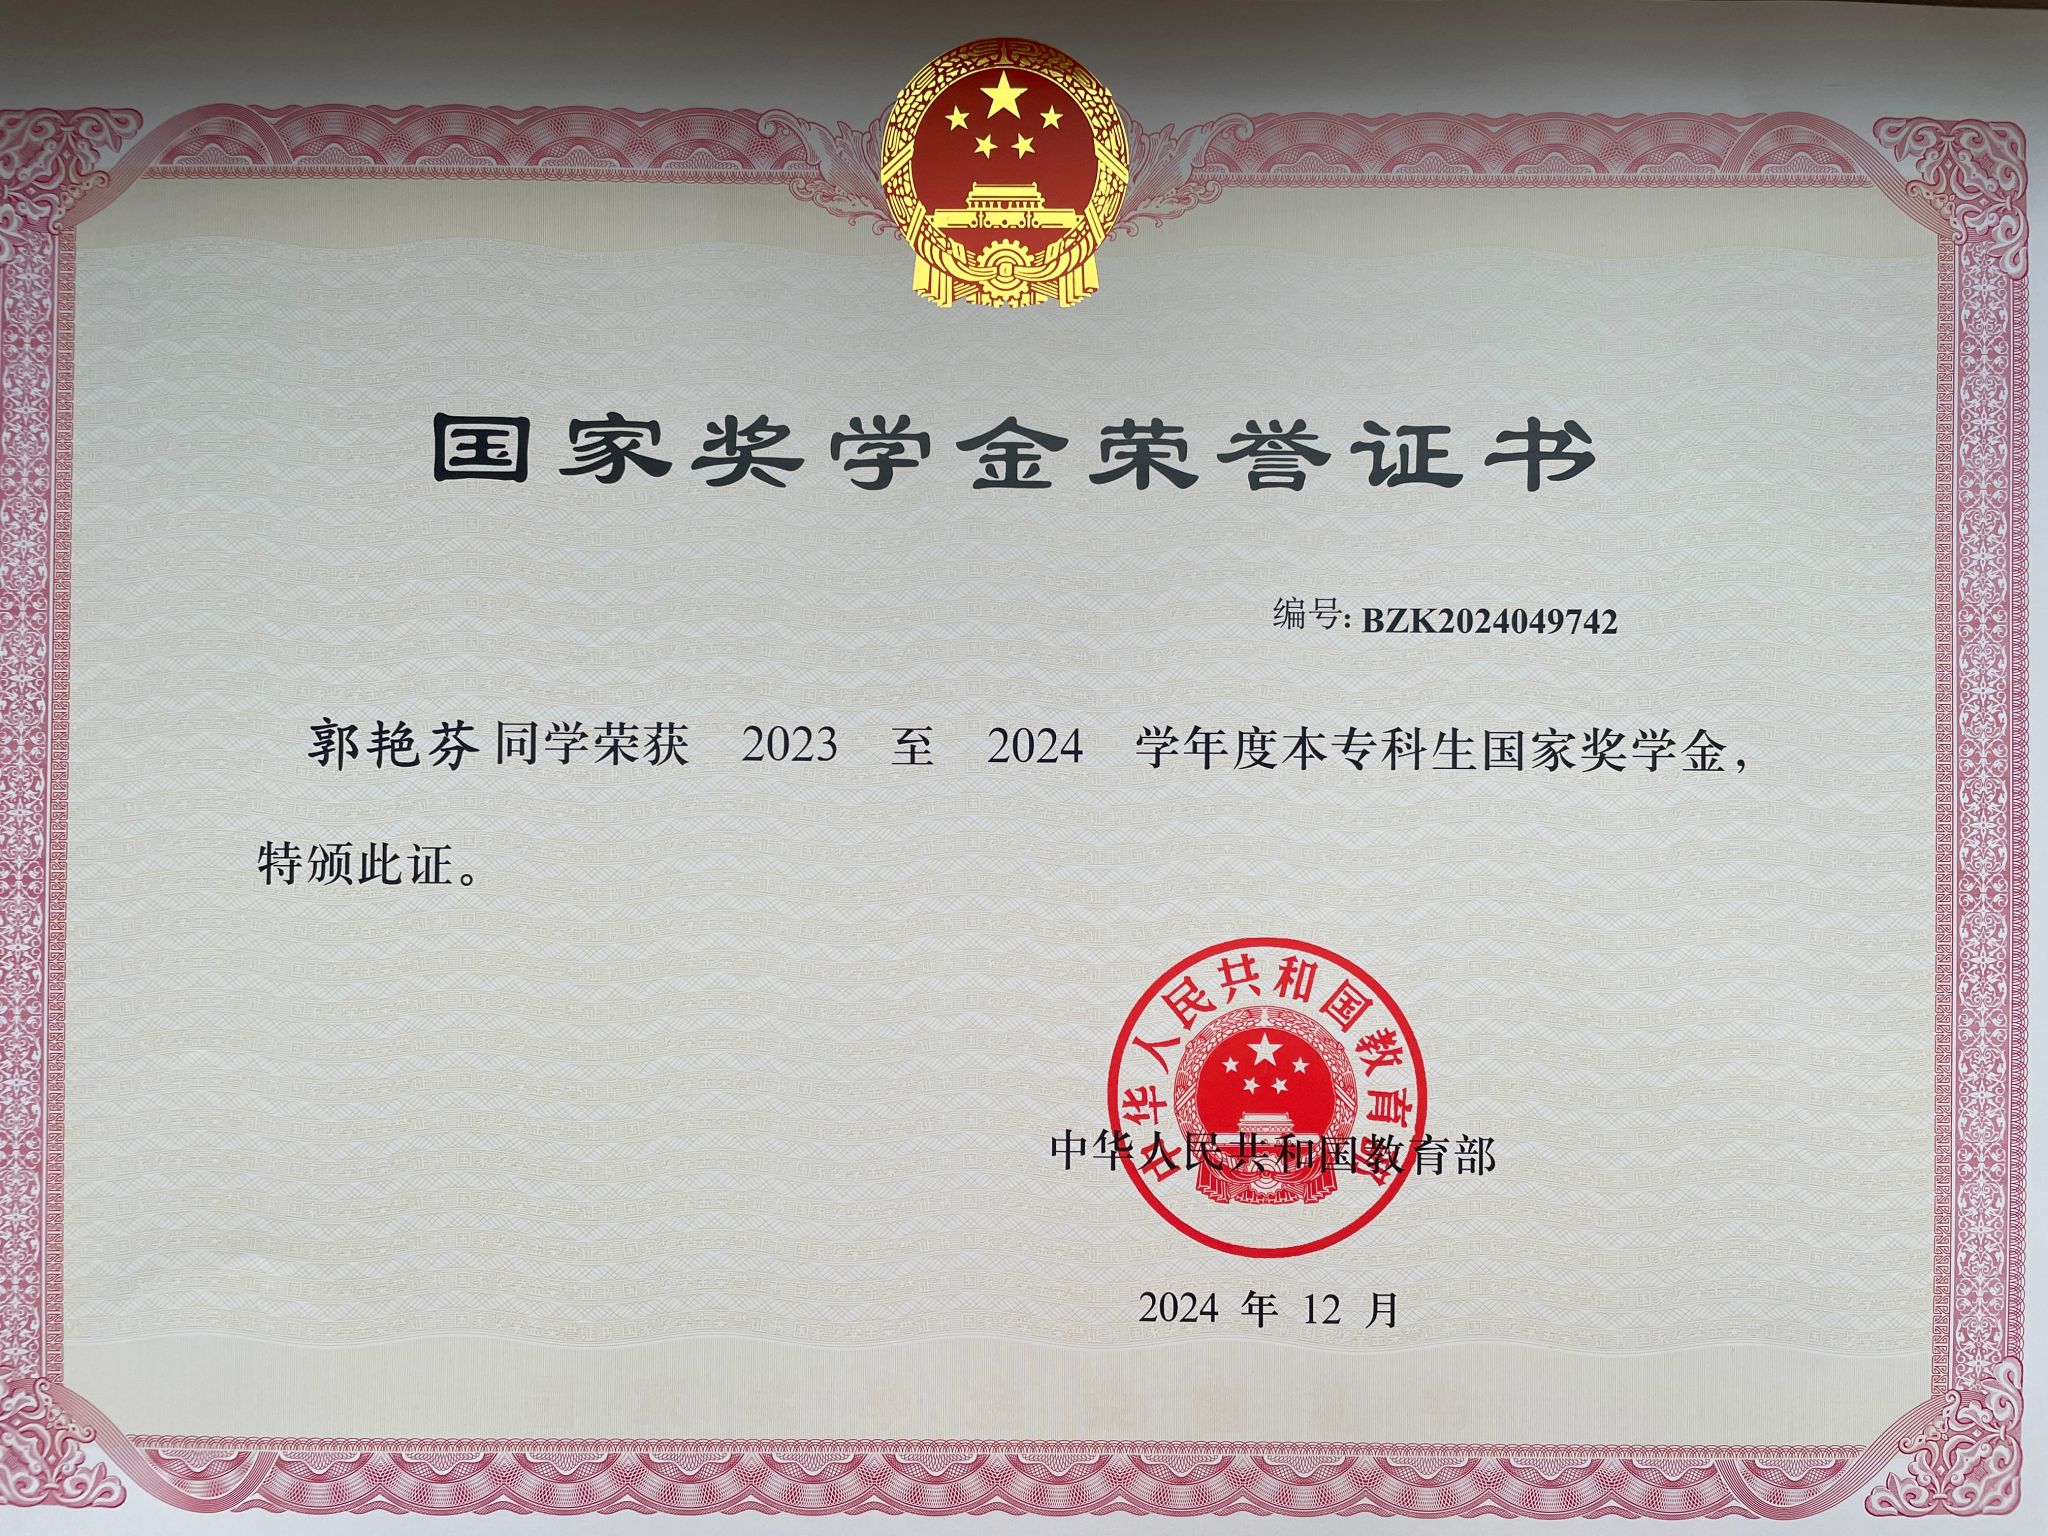 国家奖学金荣誉证书
编号: BZK2024049742
郭艳芬同学荣获 2023 至 2024 学年度本专科生国家奖学金，
特颁此证。
中华人民共和国教育部
中华人民共和国教育部
2024 年 12 月